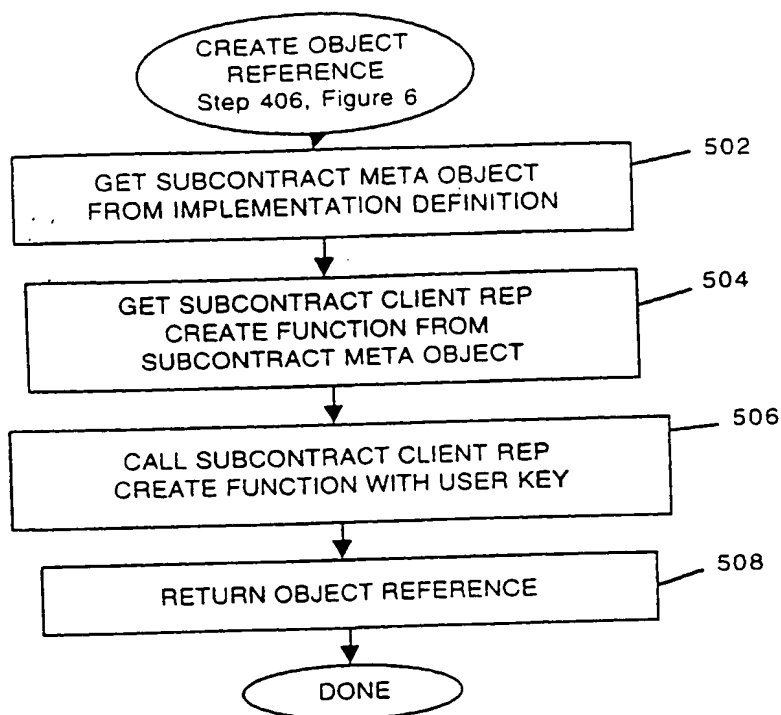 CREATE OBJECT
REFERENCE
Step 406, Figure 6
502
GET SUBCONTRACT META OBJECT
FROM IMPLEMENTATION DEFINITION
504
GET SUBCONTRACT CLIENT REP
CREATE FUNCTION FROM
SUBCONTRACT META OBJECT
506
CALL SUBCONTRACT CLIENT REP
CREATE FUNCTION WITH USER KEY
508
RETURN OBJECT REFERENCE
DONE